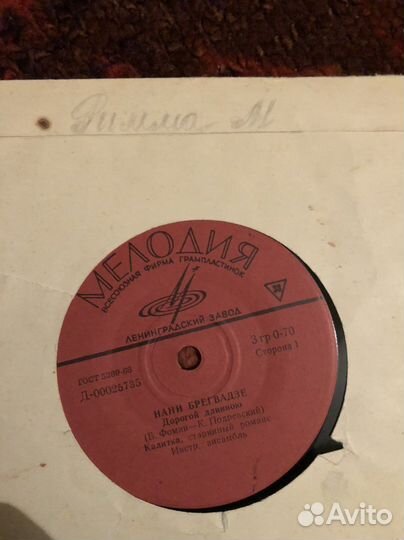 Римма М
МЕЛОДИЯ
ВСЕСОЮЗНАЯ ФИРМА ГРАМПЛАСТИНОК
33
ЛЕНИНГРАДСКИЙ ЗАВОД
ГОСТ 5289-68
3 гр 0-70
Д-00025735
Сторона 1
НАНИ БРЕГВАДЗЕ
Дорогой длинною
(Б. Фомин—К. Подревский)
Калитка, старинный романс
Инстр. ансамбль
Avito